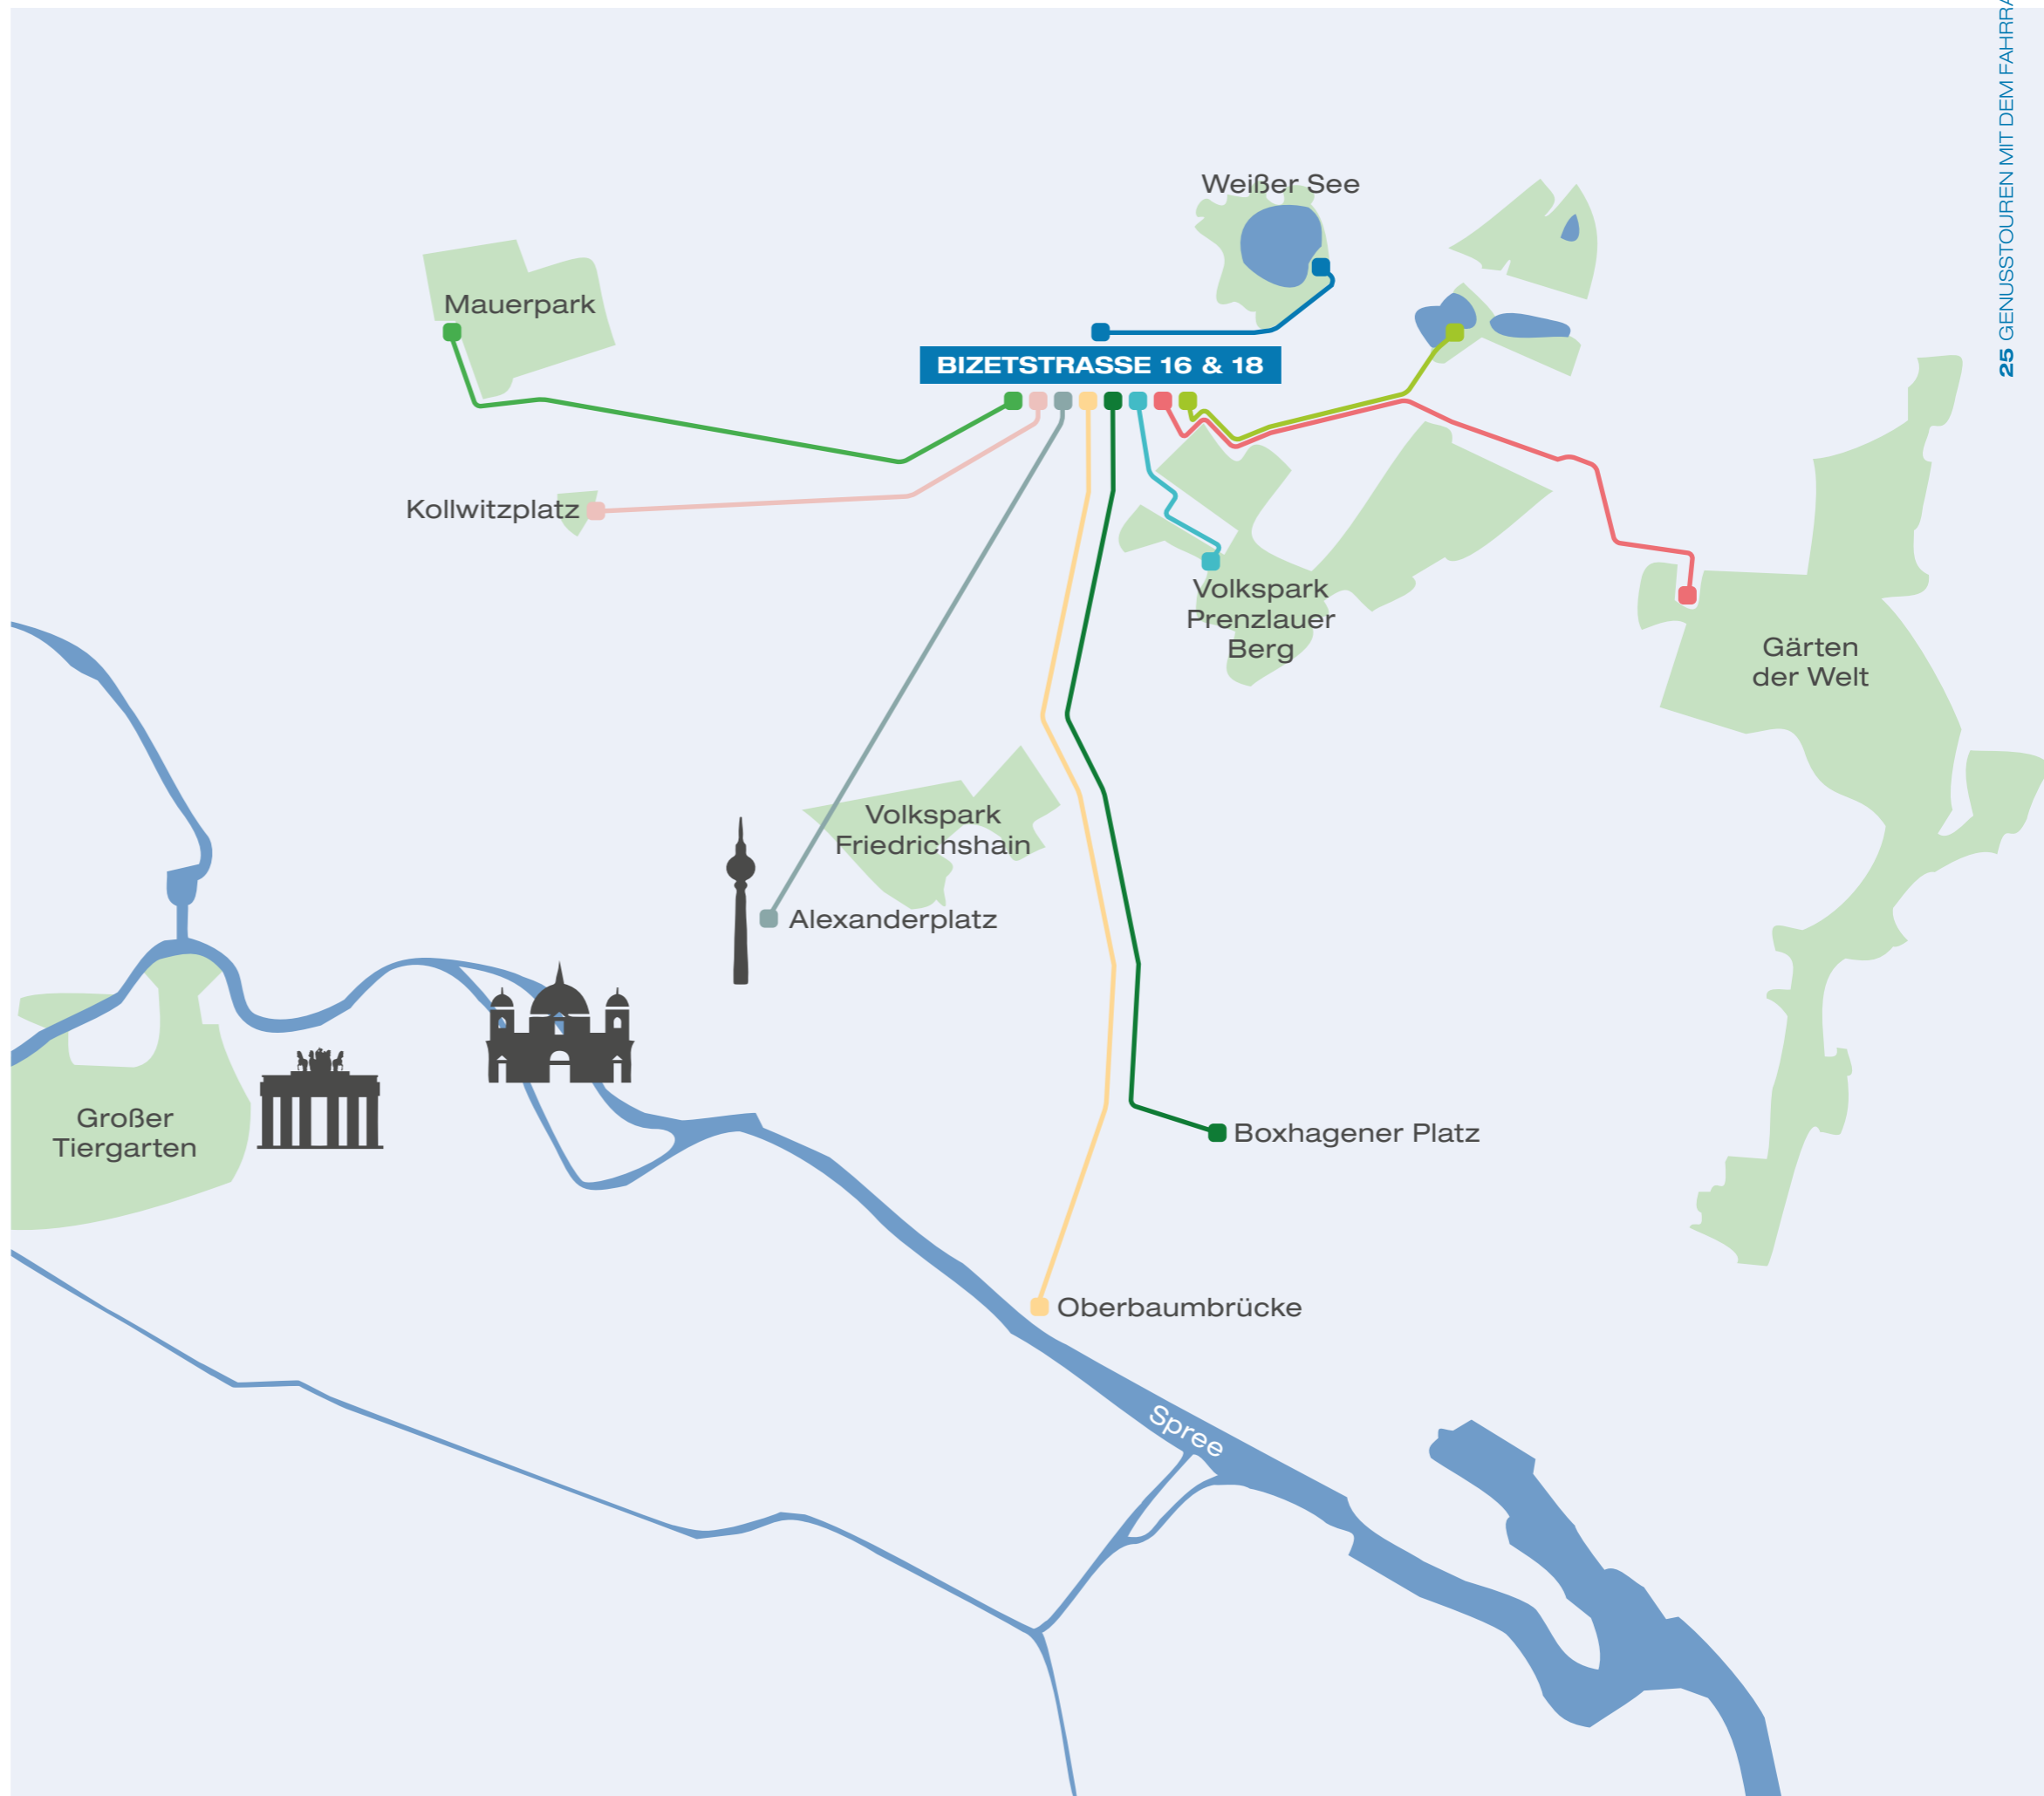 25 GENUSSTOUREN MIT DEM FAHRRA
Weißer See
Mauerpark
BIZETSTRASSE 16 & 18
Kollwitzplatz
Volkspark
Prenzlauer
Berg
Gärten
der Welt
Volkspark
Friedrichshain
Alexanderplatz
Großer
Tiergarten
Boxhagener Platz
Oberbaumbrücke
Spree